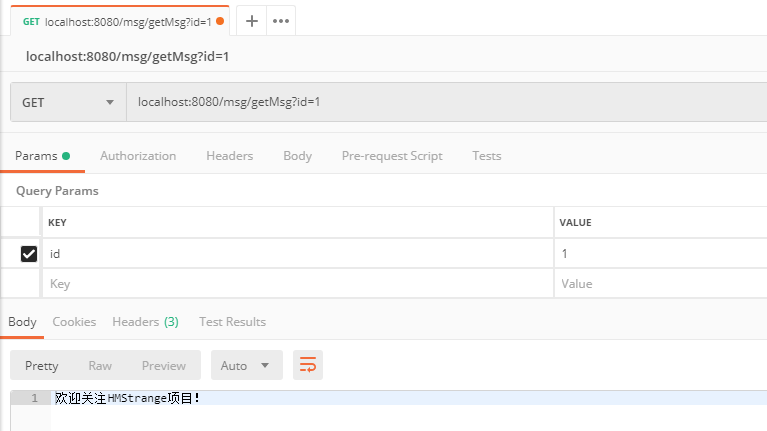 GET localhost:8080/msg/getMsg?id=1
localhost:8080/msg/getMsg?id=1
GET localhost:8080/msg/getMsg?id=1
Params Authorization Headers Body Pre-request Script Tests
Query Params
KEY VALUE
id 1
Key Value
Body Cookies Headers (3) Test Results
Pretty Raw Preview Auto
1 欢迎关注HMStrange项目!